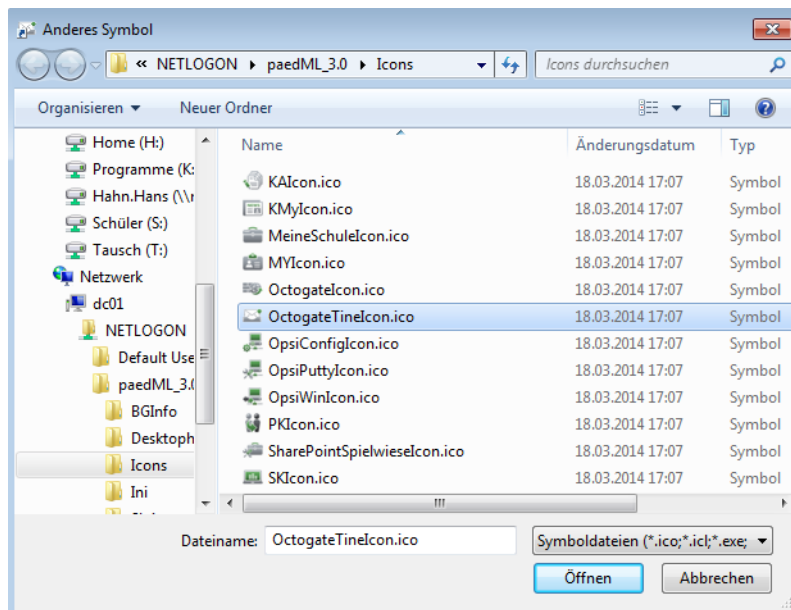 Anderes Symbol
« NETLOGON ▸ paedML_3.0 ▸ Icons
Icons durchsuchen
Organisieren ▼ Neuer Ordner
Home (H:)
Programme (K:
Hahn.Hans (\\
Schüler (S:)
Tausch (T:)
Netzwerk
dc01
NETLOGON
Default Use
paedML_3.0
BGInfo
Desktoph
Icons
Ini
Name Änderungsdatum Typ
KAIcon.ico 18.03.2014 17:07 Symbol
KMyIcon.ico 18.03.2014 17:07 Symbol
MeineSchuleIcon.ico 18.03.2014 17:07 Symbol
MYIcon.ico 18.03.2014 17:07 Symbol
OctogateIcon.ico 18.03.2014 17:07 Symbol
OctogateTineIcon.ico 18.03.2014 17:07 Symbol
OpsiConfigIcon.ico 18.03.2014 17:07 Symbol
OpsiPuttyIcon.ico 18.03.2014 17:07 Symbol
OpsiWinIcon.ico 18.03.2014 17:07 Symbol
PKIcon.ico 18.03.2014 17:07 Symbol
SharePointSpielwieseIcon.ico 18.03.2014 17:07 Symbol
SKIcon.ico 18.03.2014 17:07 Symbol
Dateiname: OctogateTineIcon.ico Symboldateien (*.ico;*.icl;*.exe;
Öffnen Abbrechen